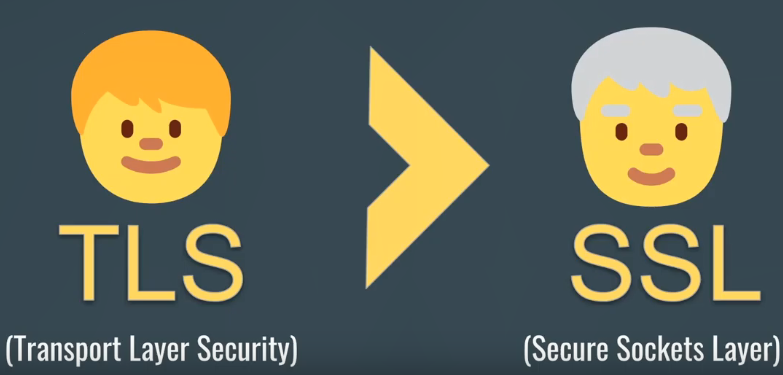 TLS SSL
(Transport Layer Security) (Secure Sockets Layer)